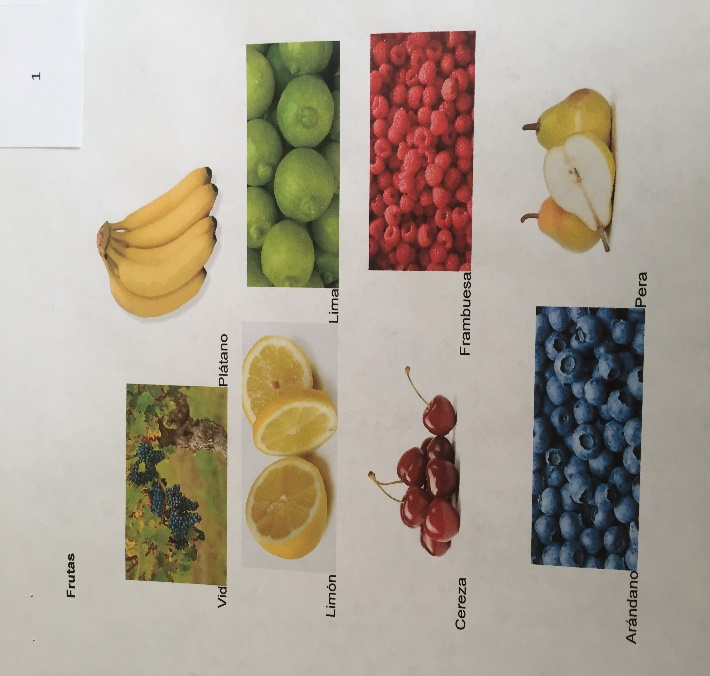 1
Frutas
Vid
Plátano
Limón
Lima
Cereza
Frambuesa
Arándano
Pera